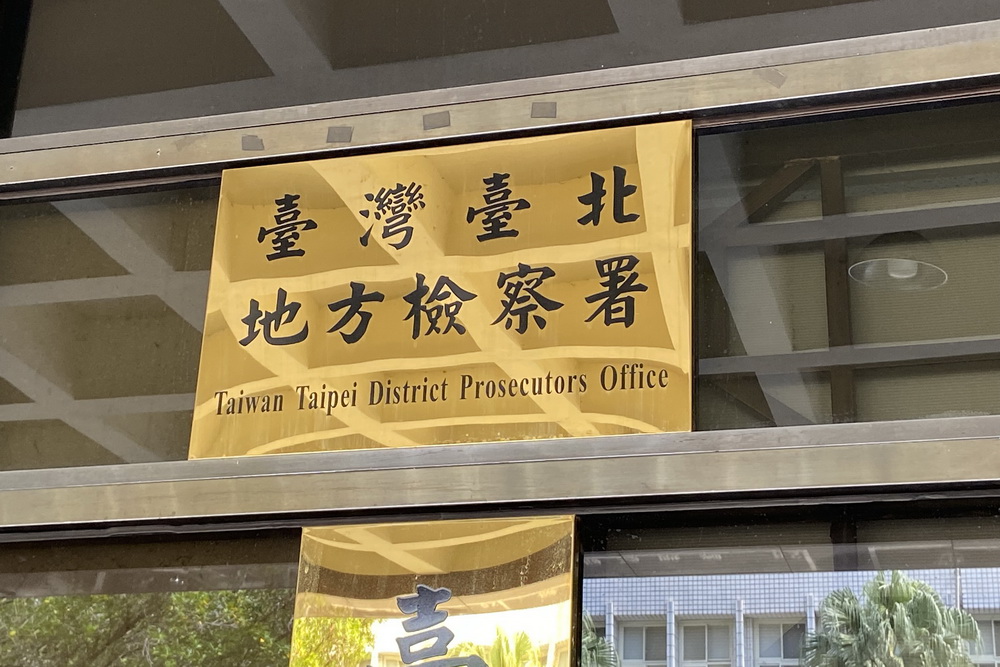 臺灣臺北
地方檢察署
Taiwan Taipei District Prosecutors Office